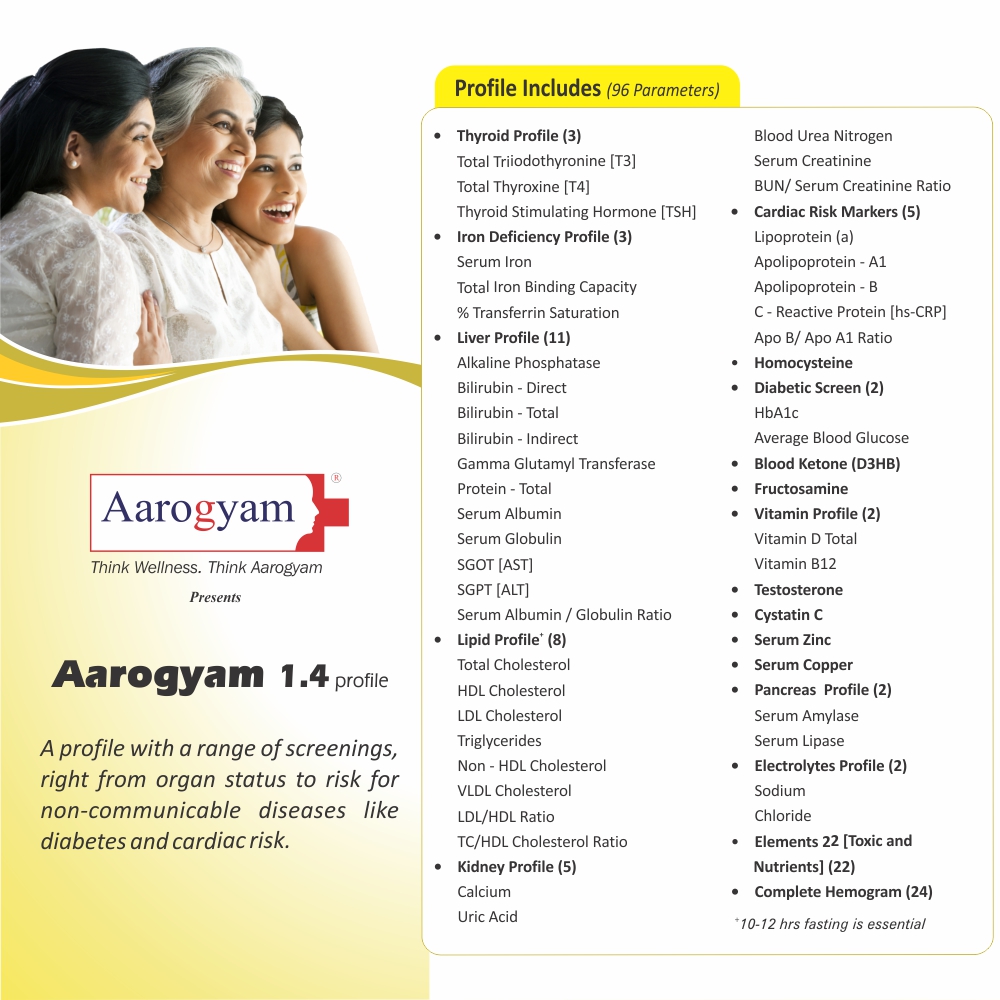 Aarogyam ®
Think Wellness. Think Aarogyam
Presents
Aarogyam 1.4 profile
A profile with a range of screenings,
right from organ status to risk for
non-communicable diseases like
diabetes and cardiac risk.
Profile Includes (96 Parameters)
• Thyroid Profile (3)
Total Triiodothyronine [T3]
Total Thyroxine [T4]
Thyroid Stimulating Hormone [TSH]
• Iron Deficiency Profile (3)
Serum Iron
Total Iron Binding Capacity
% Transferrin Saturation
• Liver Profile (11)
Alkaline Phosphatase
Bilirubin - Direct
Bilirubin - Total
Bilirubin - Indirect
Gamma Glutamyl Transferase
Protein - Total
Serum Albumin
Serum Globulin
SGOT [AST]
SGPT [ALT]
Serum Albumin / Globulin Ratio
• Lipid Profile⁺ (8)
Total Cholesterol
HDL Cholesterol
LDL Cholesterol
Triglycerides
Non - HDL Cholesterol
VLDL Cholesterol
LDL/HDL Ratio
TC/HDL Cholesterol Ratio
• Kidney Profile (5)
Calcium
Uric Acid
Blood Urea Nitrogen
Serum Creatinine
BUN/ Serum Creatinine Ratio
• Cardiac Risk Markers (5)
Lipoprotein (a)
Apolipoprotein - A1
Apolipoprotein - B
C - Reactive Protein [hs-CRP]
Apo B/ Apo A1 Ratio
• Homocysteine
• Diabetic Screen (2)
HbA1c
Average Blood Glucose
• Blood Ketone (D3HB)
• Fructosamine
• Vitamin Profile (2)
Vitamin D Total
Vitamin B12
• Testosterone
• Cystatin C
• Serum Zinc
• Serum Copper
• Pancreas Profile (2)
Serum Amylase
Serum Lipase
• Electrolytes Profile (2)
Sodium
Chloride
• Elements 22 [Toxic and
Nutrients] (22)
• Complete Hemogram (24)
⁺10-12 hrs fasting is essential